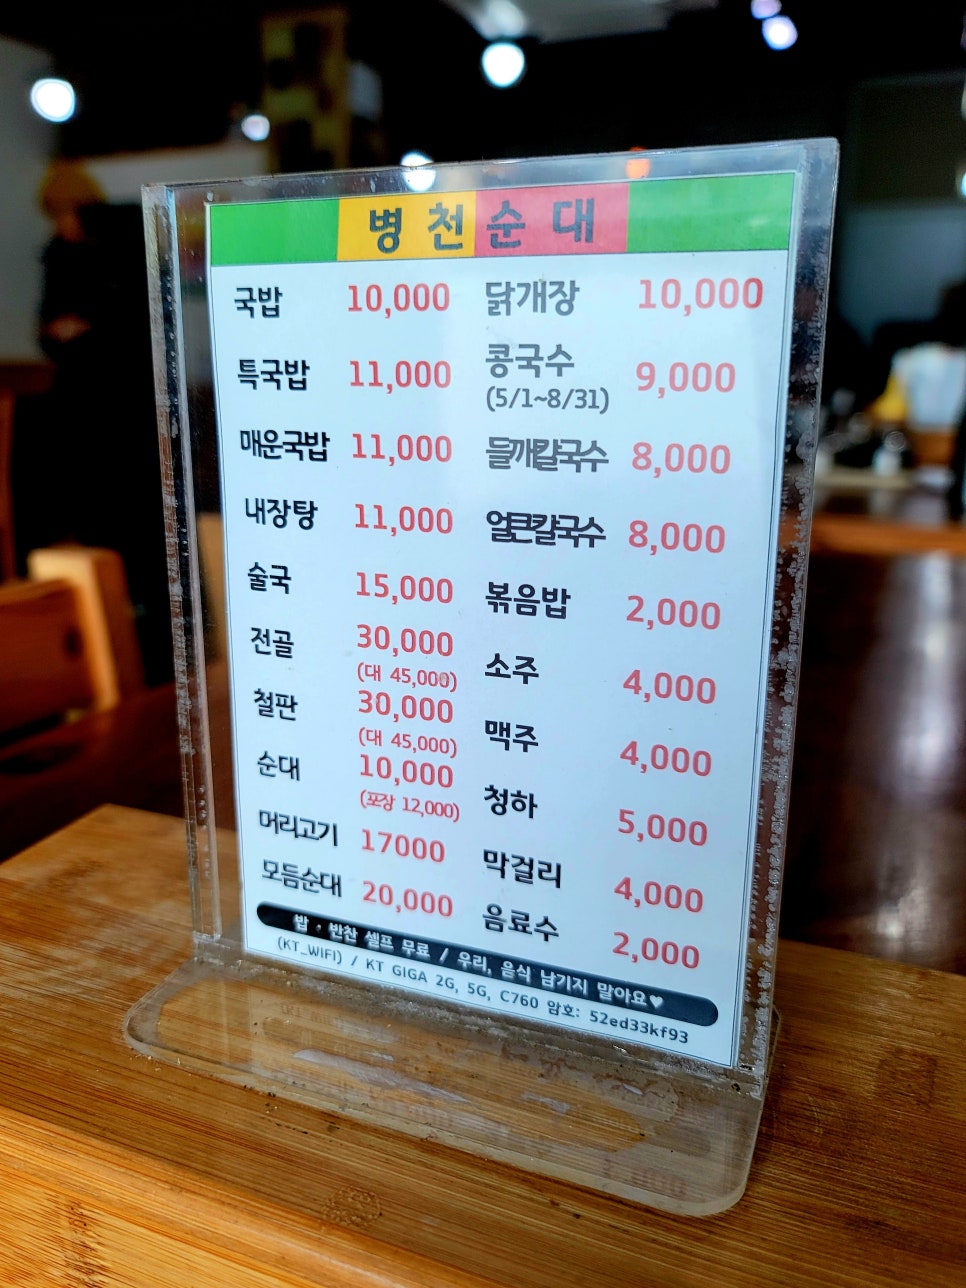 병천순대
국밥 10,000
특국밥 11,000
매운국밥 11,000
내장탕 11,000
술국 15,000
전골 30,000
(대 45,000)
철판 30,000
(대 45,000)
순대 10,000
(포장 12,000)
머리고기 17000
모듬순대 20,000
닭개장 10,000
콩국수 9,000
(5/1~8/31)
들깨칼국수 8,000
얼큰칼국수 8,000
볶음밥 2,000
소주 4,000
맥주 4,000
청하 5,000
막걸리 4,000
음료수 2,000
밥 · 반찬 셀프 무료 / 우리, 음식 남기지 말아요♥
(KT_WIFI) / KT GIGA 2G, 5G, C760 암호: 52ed33kf93